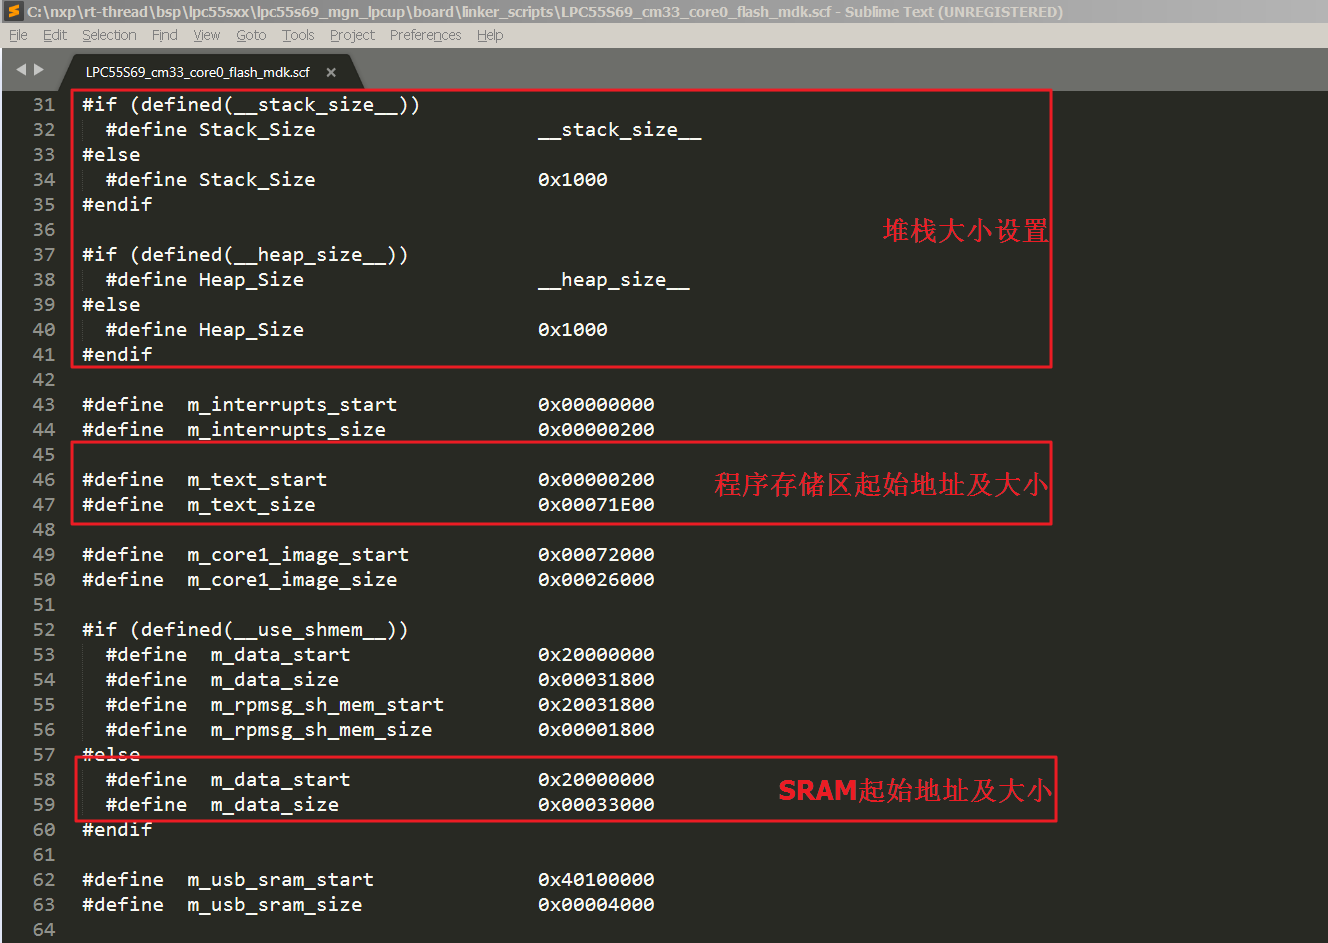 C:\nxp\rt-thread\bsp\lpc55sxx\lpc55s69_mgn_lpcup\board\linker_scripts\LPC55S69_cm33_core0_flash_mdk.scf - Sublime Text (UNREGISTERED)
File Edit Selection Find View Goto Tools Project Preferences Help
LPC55S69_cm33_core0_flash_mdk.scf ×
31 #if (defined(__stack_size__))
32 #define Stack_Size __stack_size__
33 #else
34 #define Stack_Size 0x1000
35 #endif
36 堆栈大小设置
37 #if (defined(__heap_size__))
38 #define Heap_Size __heap_size__
39 #else
40 #define Heap_Size 0x1000
41 #endif
42
43 #define m_interrupts_start 0x00000000
44 #define m_interrupts_size 0x00000200
45
46 #define m_text_start 0x00000200 程序存储区起始地址及大小
47 #define m_text_size 0x00071E00
48
49 #define m_core1_image_start 0x00072000
50 #define m_core1_image_size 0x00026000
51
52 #if (defined(__use_shmem__))
53 #define m_data_start 0x20000000
54 #define m_data_size 0x00031800
55 #define m_rpmsg_sh_mem_start 0x20031800
56 #define m_rpmsg_sh_mem_size 0x00001800
57 #else
58 #define m_data_start 0x20000000 SRAM起始地址及大小
59 #define m_data_size 0x00033000
60 #endif
61
62 #define m_usb_sram_start 0x40100000
63 #define m_usb_sram_size 0x00004000
64